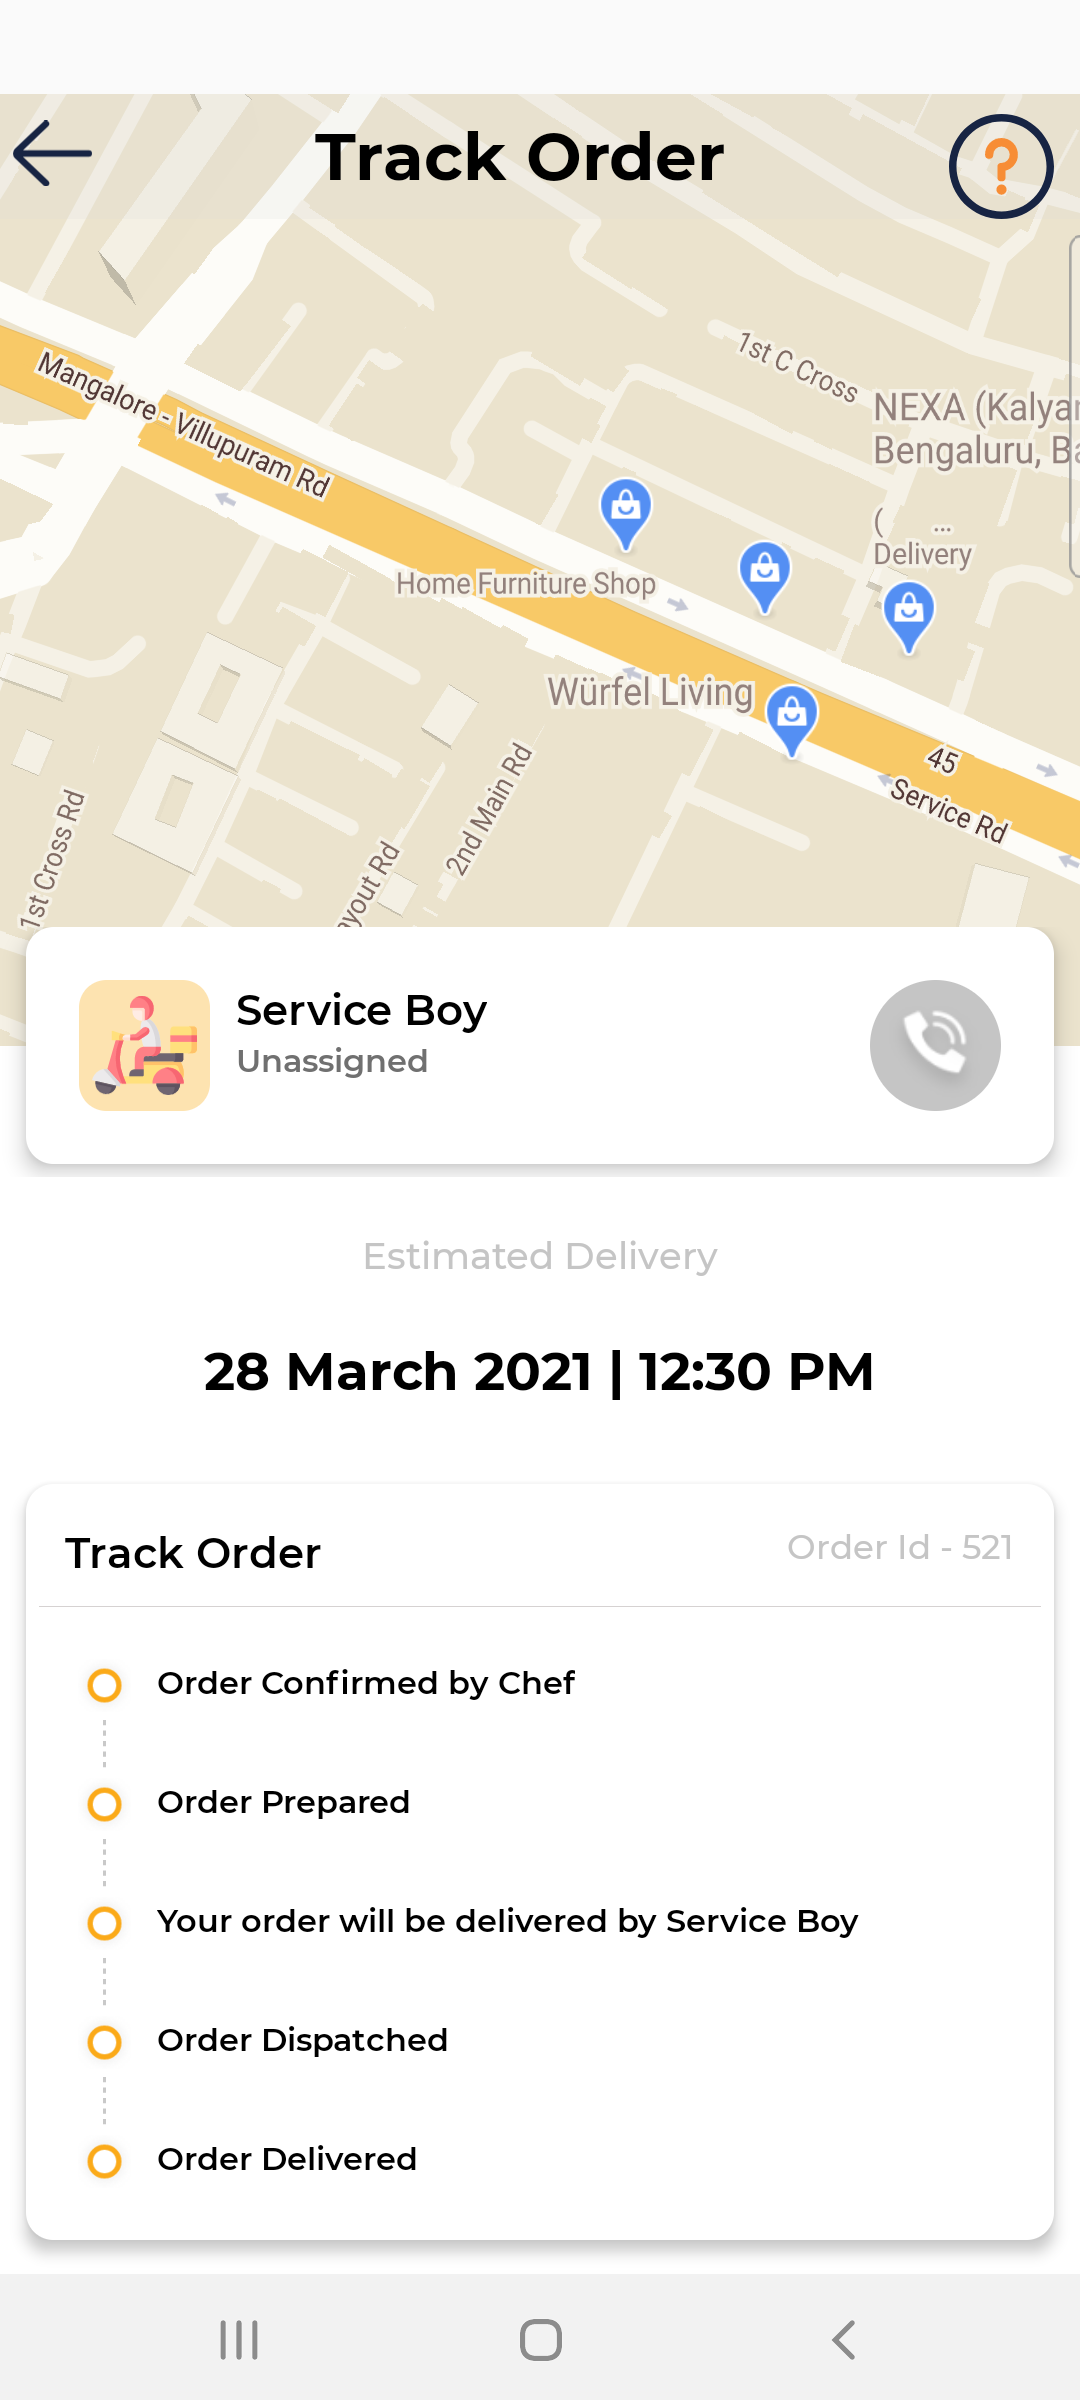 Track Order
?
1st C Cross
NEXA (Kalyan
Bengaluru, Ba
Mangalore - Villupuram Rd
( ...
Delivery
Home Furniture Shop
Würfel Living
45
Service Rd
2nd Main Rd
1st Cross Rd
ayout Rd
Service Boy
Unassigned
Estimated Delivery
28 March 2021 | 12:30 PM
Track Order
Order Id - 521
Order Confirmed by Chef
Order Prepared
Your order will be delivered by Service Boy
Order Dispatched
Order Delivered